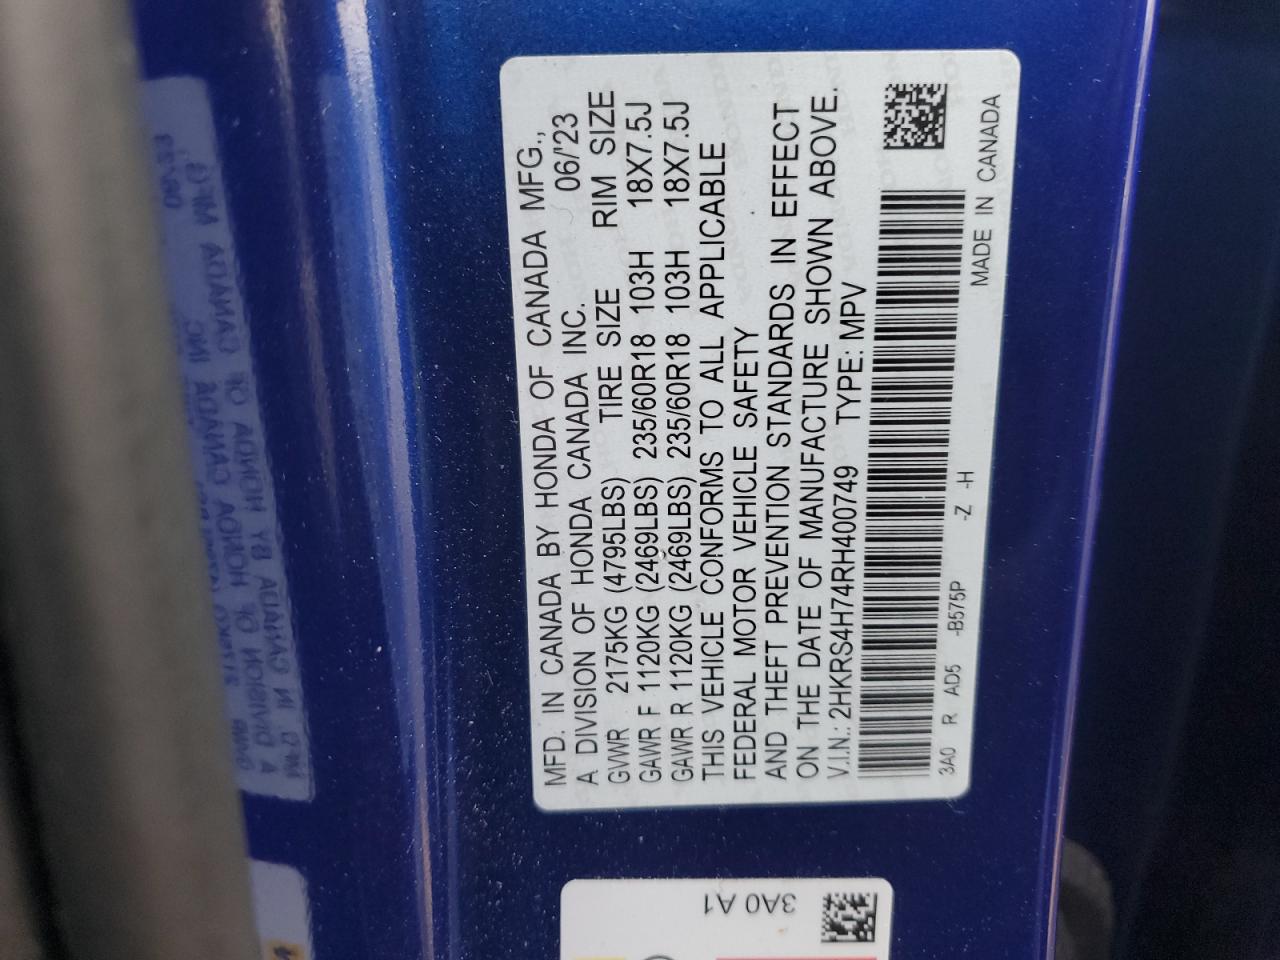 MFD. IN CANADA BY HONDA OF CANADA MFG.,
A DIVISION OF HONDA CANADA INC. 06/'23
GVWR 2175KG (4795LBS) TIRE SIZE RIM SIZE
GAWR F 1120KG (2469LBS) 235/60R18 103H 18X7.5J
GAWR R 1120KG (2469LBS) 235/60R18 103H 18X7.5J
THIS VEHICLE CONFORMS TO ALL APPLICABLE
FEDERAL MOTOR VEHICLE SAFETY
AND THEFT PREVENTION STANDARDS IN EFFECT
ON THE DATE OF MANUFACTURE SHOWN ABOVE.
V.I.N.: 2HKRS4H74RH400749 TYPE: MPV
3A0 R AD5 -B575P -Z -H MADE IN CANADA
3A0 A1